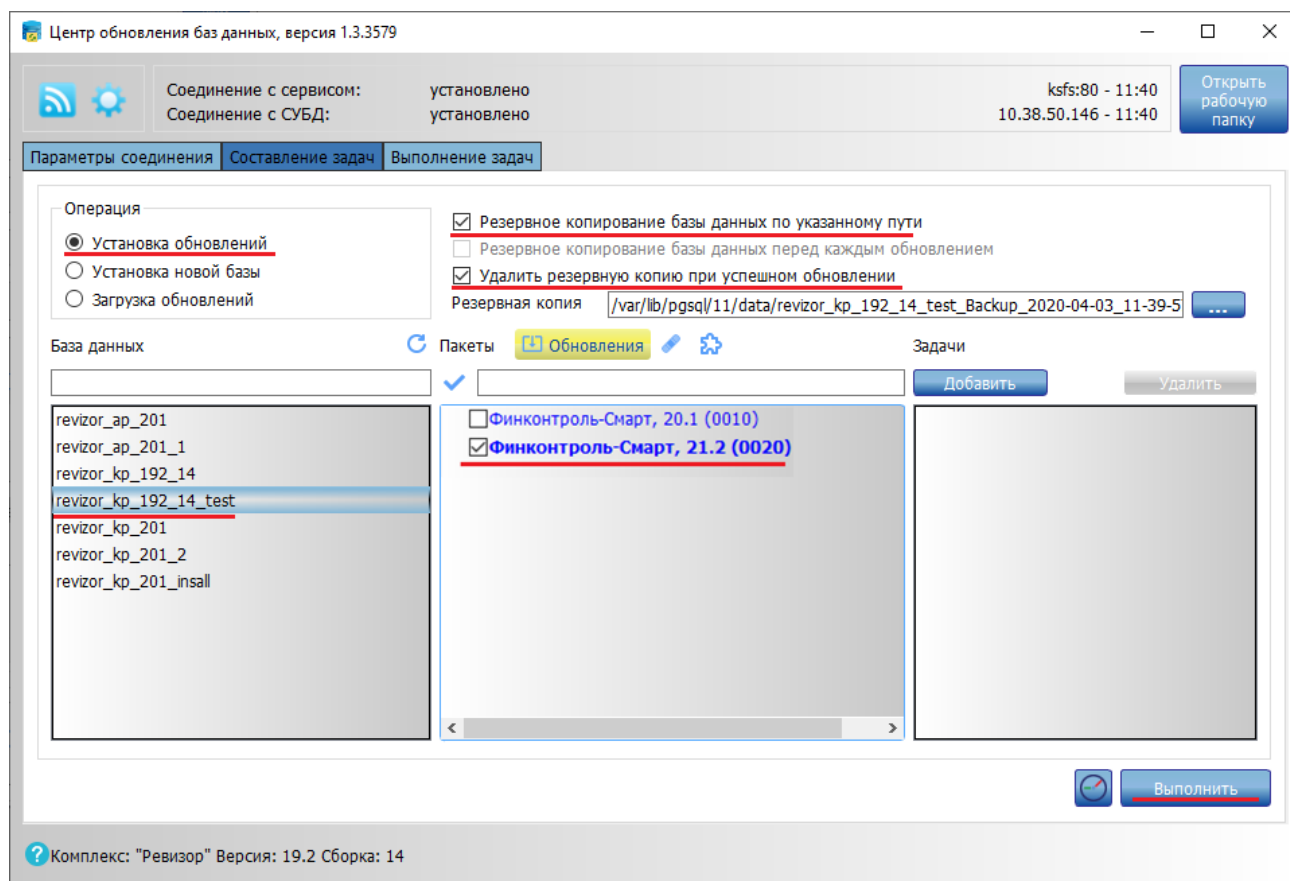 Центр обновления баз данных, версия 1.3.3579
Соединение с сервисом: установлено ksfs:80 - 11:40
Соединение с СУБД: установлено 10.38.50.146 - 11:40
Открыть
рабочую
папку
Параметры соединения Составление задач Выполнение задач
Операция
Установка обновлений
Установка новой базы
Загрузка обновлений
Резервное копирование базы данных по указанному пути
Резервное копирование базы данных перед каждым обновлением
Удалить резервную копию при успешном обновлении
Резервная копия /var/lib/pgsql/11/data/revizor_kp_192_14_test_Backup_2020-04-03_11-39-5 ...
База данных Пакеты Обновления Задачи
Добавить Удалить
revizor_ap_201
revizor_ap_201_1
revizor_kp_192_14
revizor_kp_192_14_test
revizor_kp_201
revizor_kp_201_2
revizor_kp_201_insall
Финконтроль-Смарт, 20.1 (0010)
Финконтроль-Смарт, 21.2 (0020)
Выполнить
Комплекс: "Ревизор" Версия: 19.2 Сборка: 14